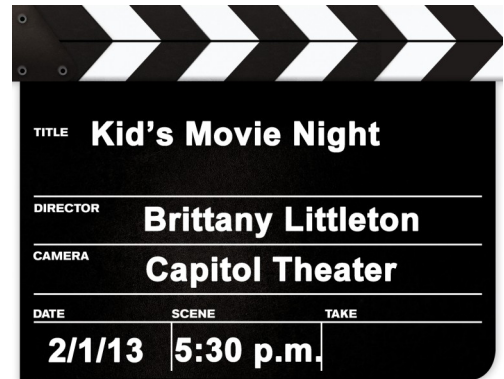 TITLE Kid's Movie Night
DIRECTOR Brittany Littleton
CAMERA Capitol Theater
DATE SCENE TAKE
2/1/13 5:30 p.m.